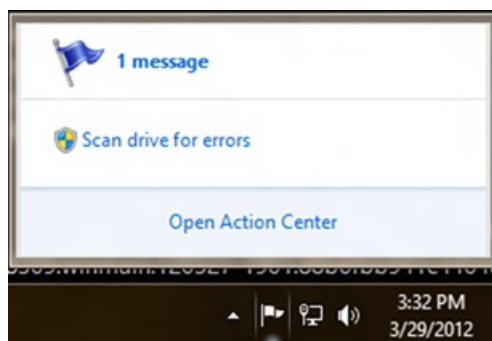 1 message
Scan drive for errors
Open Action Center
3:32 PM
3/29/2012